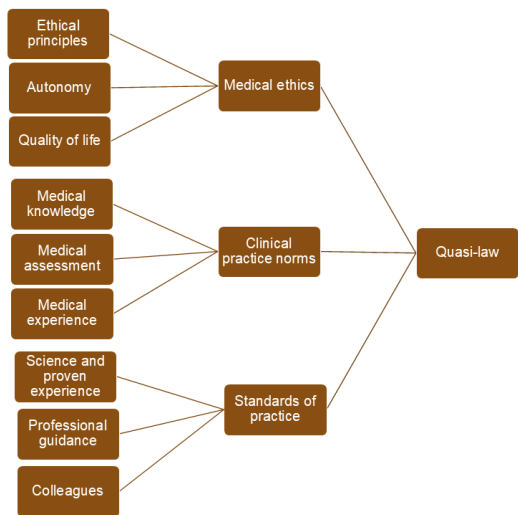 Ethical
principles
Autonomy
Quality of life
Medical ethics
Medical
knowledge
Medical
assessment
Medical
experience
Clinical
practice norms
Science and
proven
experience
Professional
guidance
Colleagues
Standards of
practice
Quasi-law